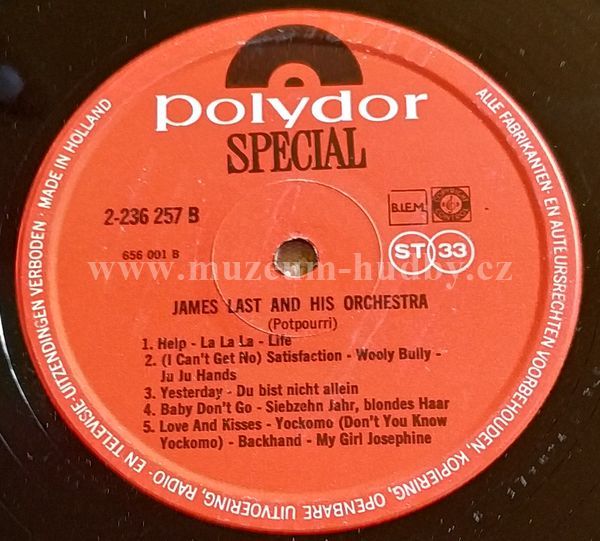 polydor
SPECIAL
2-236 257 B
656 001 B
B.I.E.M.
ST 33
JAMES LAST AND HIS ORCHESTRA
(Potpourri)
1. Help - La La La - Life
2. (I Can't Get No) Satisfaction - Wooly Bully -
Ju Ju Hands
3. Yesterday - Du bist nicht allein
4. Baby Don't Go - Siebzehn Jahr, blondes Haar
5. Love And Kisses - Yockomo (Don't You Know
Yockomo) - Backhand - My Girl Josephine
ALLE FABRIKANTEN- EN AUTEURSRECHTEN VOORBEHOUDEN, KOPIERING, OPENBARE UITVOERING, RADIO- EN TELEVISIE-UITZENDINGEN VERBODEN · MADE IN HOLLAND
www.muzeum-hudby.cz